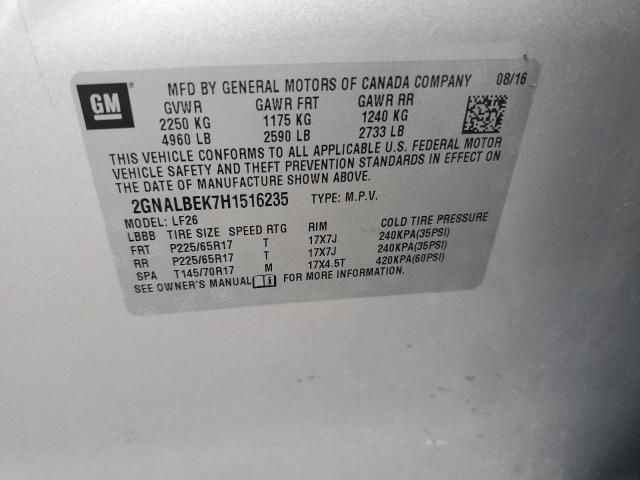 GM
MFD BY GENERAL MOTORS OF CANADA COMPANY 08/16
GVWR GAWR FRT GAWR RR
2250 KG 1175 KG 1240 KG
4960 LB 2590 LB 2733 LB
THIS VEHICLE CONFORMS TO ALL APPLICABLE U.S. FEDERAL MOTOR
VEHICLE SAFETY AND THEFT PREVENTION STANDARDS IN EFFECT ON
THE DATE OF MANUFACTURE SHOWN ABOVE.
2GNALBEK7H1516235 TYPE: M.P.V.
MODEL: LF26
LBBB TIRE SIZE SPEED RTG RIM COLD TIRE PRESSURE
FRT P225/65R17 T 17X7J 240KPA(35PSI)
RR P225/65R17 T 17X7J 240KPA(35PSI)
SPA T145/70R17 M 17X4.5T 420KPA(60PSI)
SEE OWNER'S MANUAL FOR MORE INFORMATION.